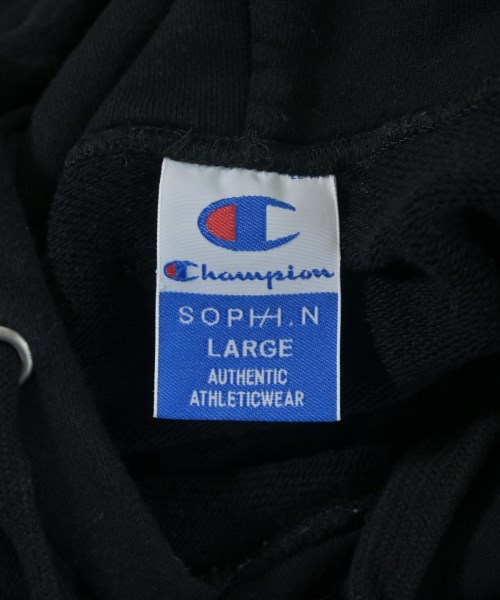 Champion
SOPH.N
LARGE
AUTHENTIC
ATHLETICWEAR